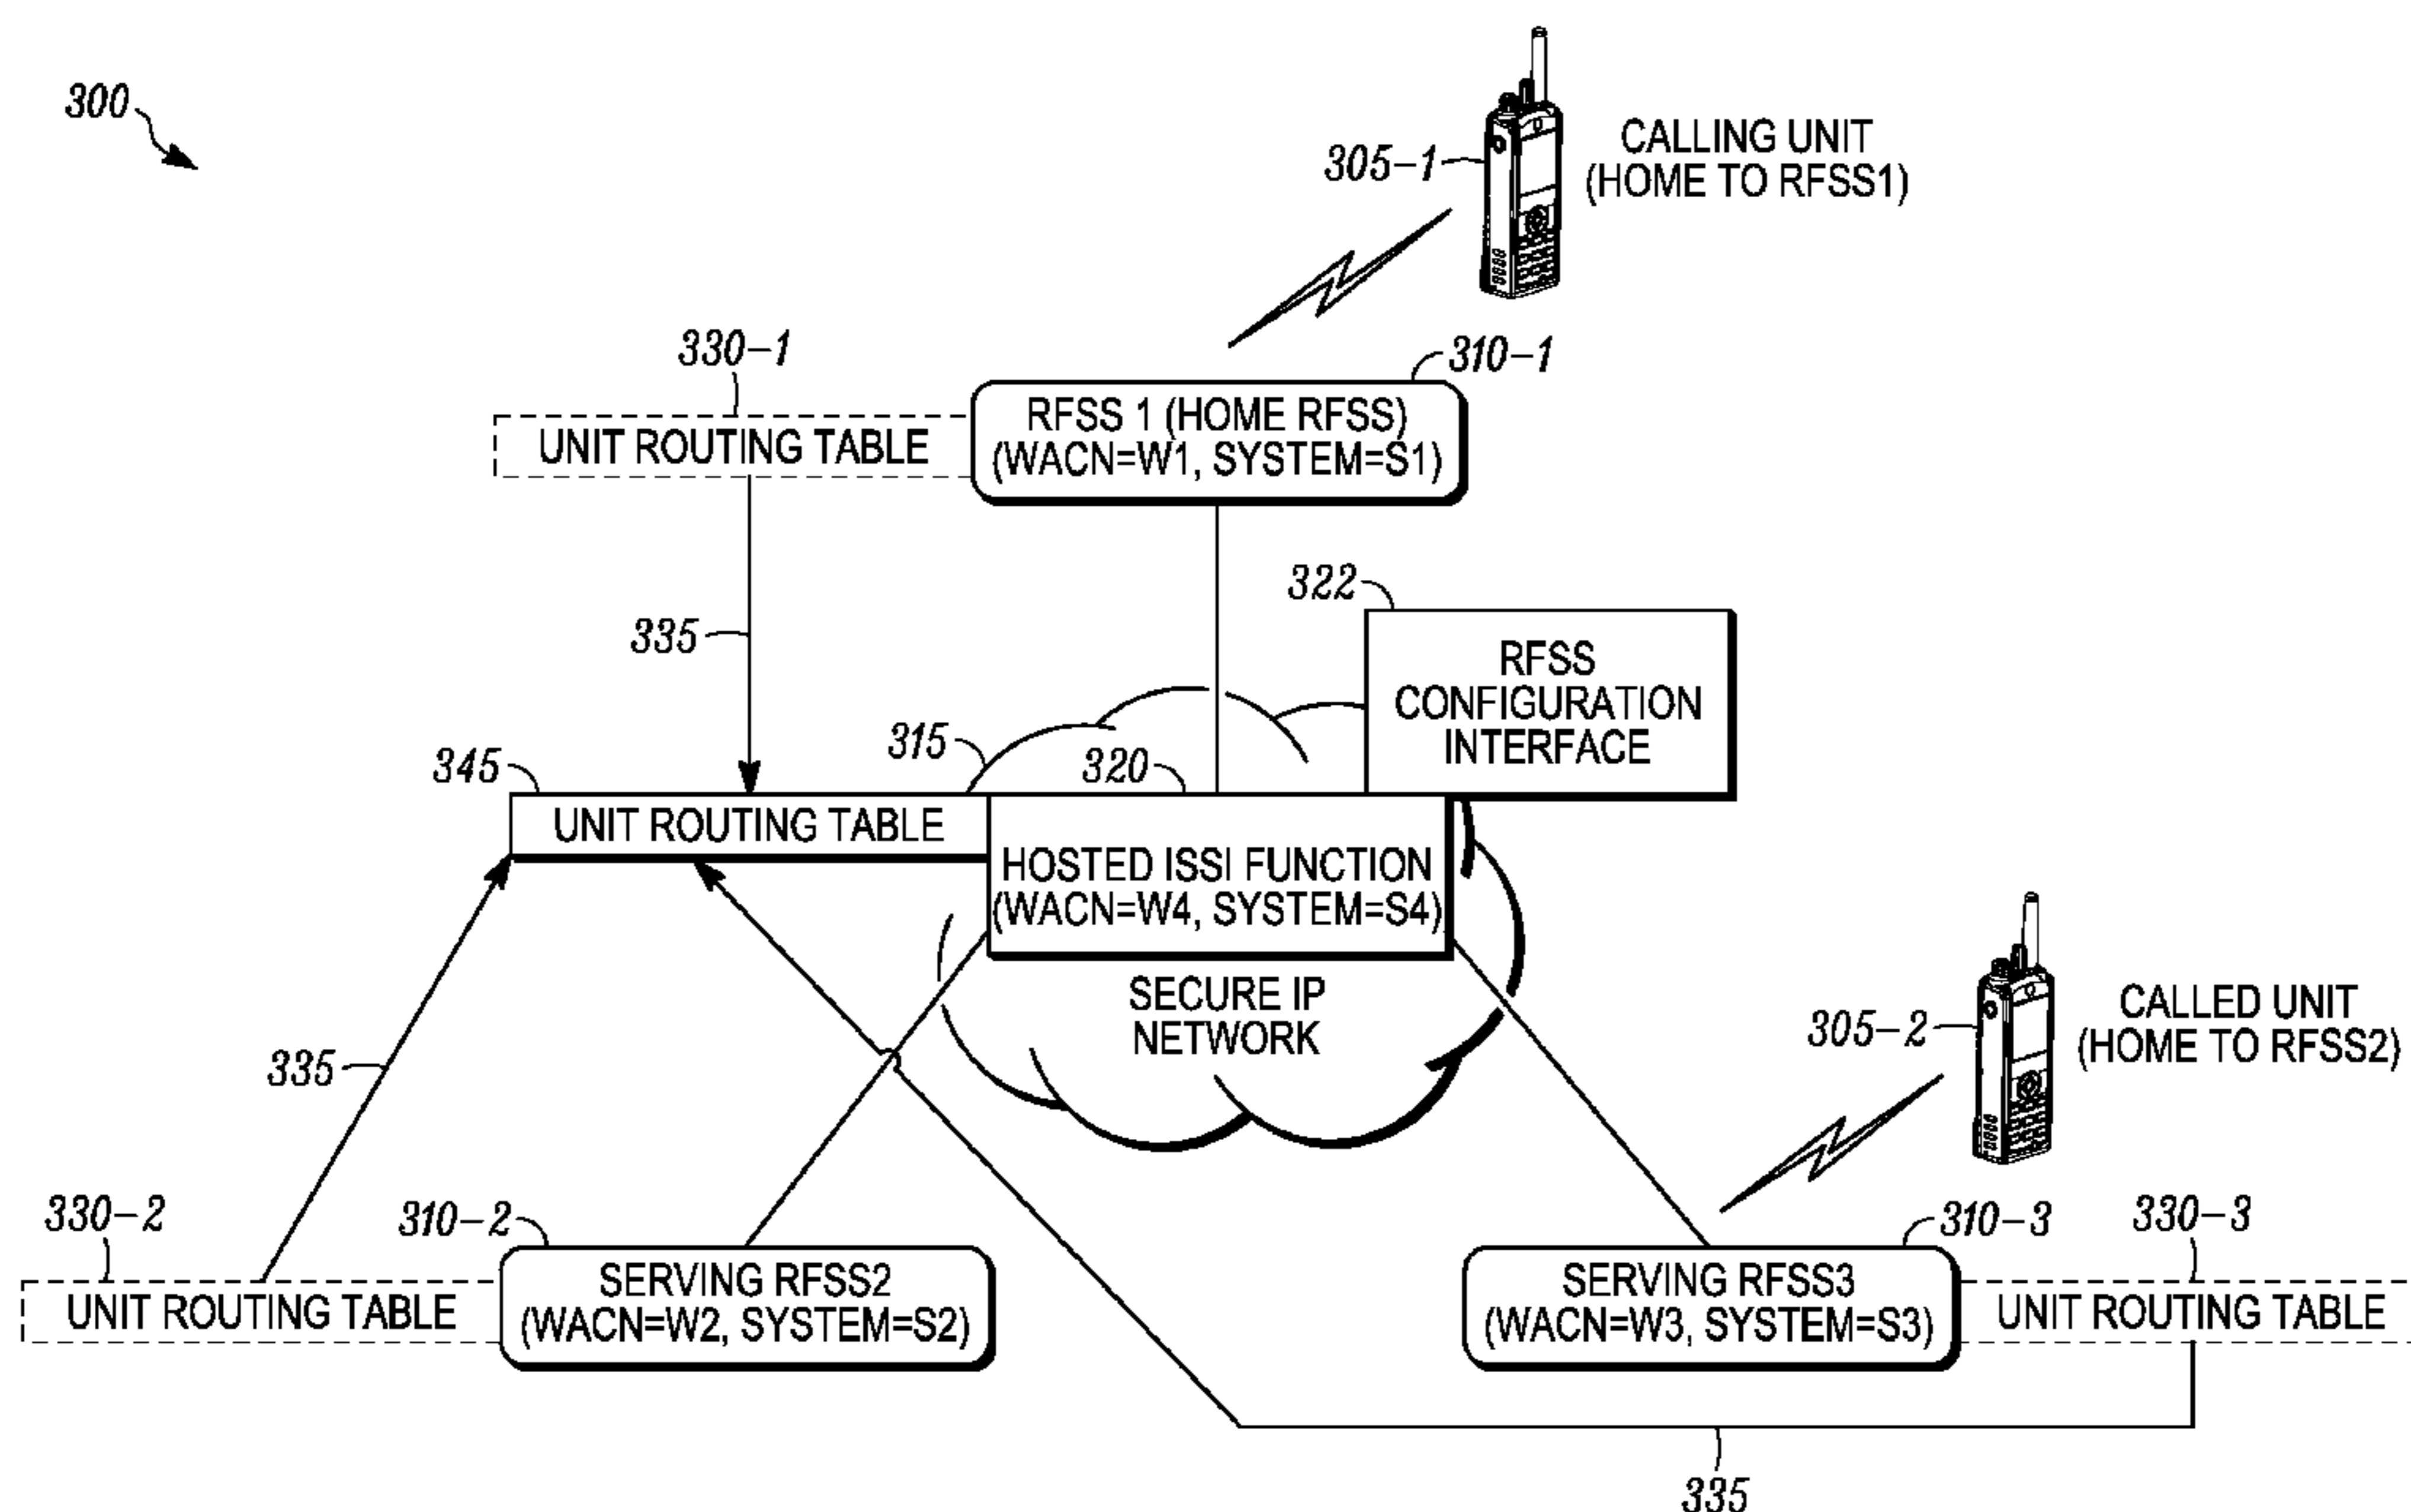 300
305-1
CALLING UNIT
(HOME TO RFSS1)
330-1
310-1
UNIT ROUTING TABLE
RFSS 1 (HOME RFSS)
(WACN=W1, SYSTEM=S1)
335
322
RFSS
CONFIGURATION
INTERFACE
345
315
320
UNIT ROUTING TABLE
HOSTED ISSI FUNCTION
(WACN=W4, SYSTEM=S4)
SECURE IP
NETWORK
305-2
CALLED UNIT
(HOME TO RFSS2)
335
330-2
310-2
310-3
330-3
UNIT ROUTING TABLE
SERVING RFSS2
(WACN=W2, SYSTEM=S2)
SERVING RFSS3
(WACN=W3, SYSTEM=S3)
UNIT ROUTING TABLE
335